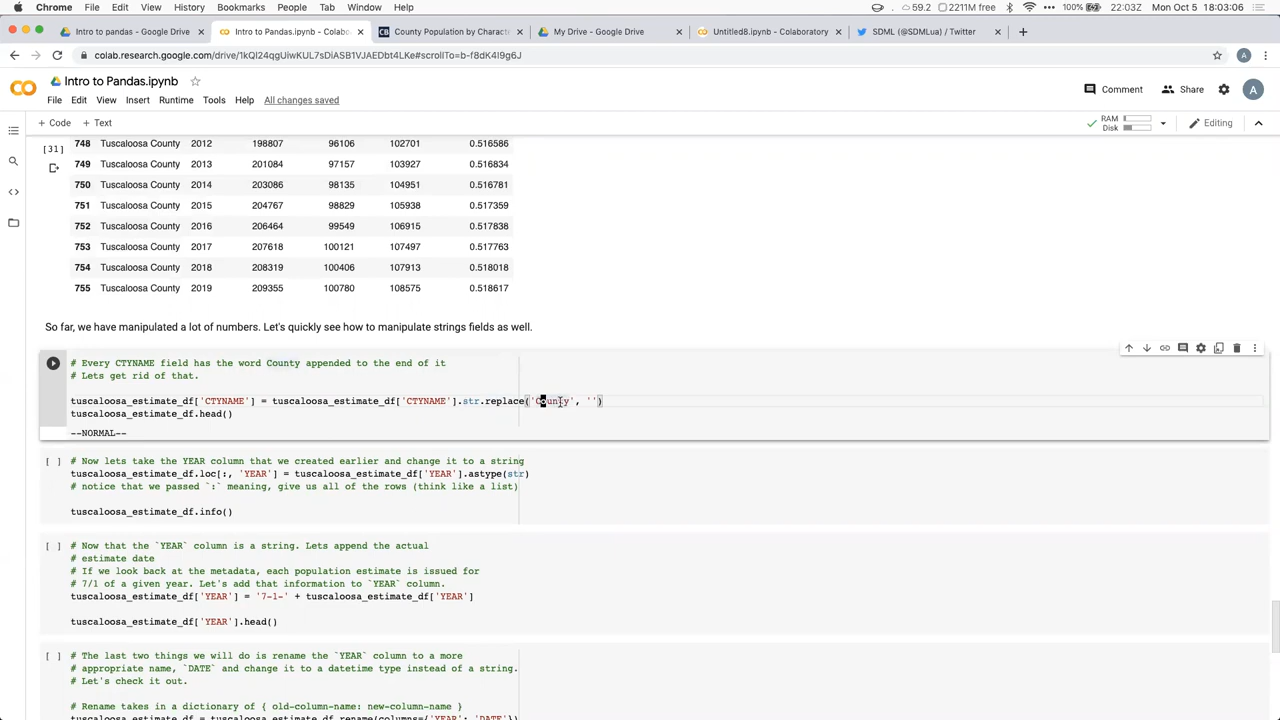 Chrome File Edit View History Bookmarks People Tab Window Help 59.2 2211M free 100% 22:03Z Mon Oct 5 18:03:06
Intro to pandas - Google Drive Intro to Pandas.ipynb - Colabo County Population by Characteri My Drive - Google Drive Untitled8.ipynb - Colaboratory SDML (@SDMLua) / Twitter
colab.research.google.com/drive/1kQl24qgUiwKUL7sDiASB1VJAEDbt4LKe#scrollTo=b-f8dK4l9g6J A
Intro to Pandas.ipynb
File Edit View Insert Runtime Tools Help All changes saved
Comment Share A
+ Code + Text
RAM
Disk
Editing
[31]
748 Tuscaloosa County 2012 198807 96106 102701 0.516586
749 Tuscaloosa County 2013 201084 97157 103927 0.516834
750 Tuscaloosa County 2014 203086 98135 104951 0.516781
751 Tuscaloosa County 2015 204767 98829 105938 0.517359
752 Tuscaloosa County 2016 206464 99549 106915 0.517838
753 Tuscaloosa County 2017 207618 100121 107497 0.517763
754 Tuscaloosa County 2018 208319 100406 107913 0.518018
755 Tuscaloosa County 2019 209355 100780 108575 0.518617
So far, we have manipulated a lot of numbers. Let's quickly see how to manipulate strings fields as well.
# Every CTYNAME field has the word County appended to the end of it
# Lets get rid of that.
tuscaloosa_estimate_df['CTYNAME'] = tuscaloosa_estimate_df['CTYNAME'].str.replace('County', '')
tuscaloosa_estimate_df.head()
--NORMAL--
[ ] # Now lets take the YEAR column that we created earlier and change it to a string
tuscaloosa_estimate_df.loc[:, 'YEAR'] = tuscaloosa_estimate_df['YEAR'].astype(str)
# notice that we passed `:` meaning, give us all of the rows (think like a list)
tuscaloosa_estimate_df.info()
[ ] # Now that the `YEAR` column is a string. Lets append the actual
# estimate date
# If we look back at the metadata, each population estimate is issued for
# 7/1 of a given year. Let's add that information to `YEAR` column.
tuscaloosa_estimate_df['YEAR'] = '7-1-' + tuscaloosa_estimate_df['YEAR']
tuscaloosa_estimate_df['YEAR'].head()
[ ] # The last two things we will do is rename the `YEAR` column to a more
# appropriate name, `DATE` and change it to a datetime type instead of a string.
# Let's check it out.
# Rename takes in a dictionary of { old-column-name: new-column-name }
tuscaloosa_estimate_df = tuscaloosa_estimate_df.rename(columns={'YEAR': 'DATE'})